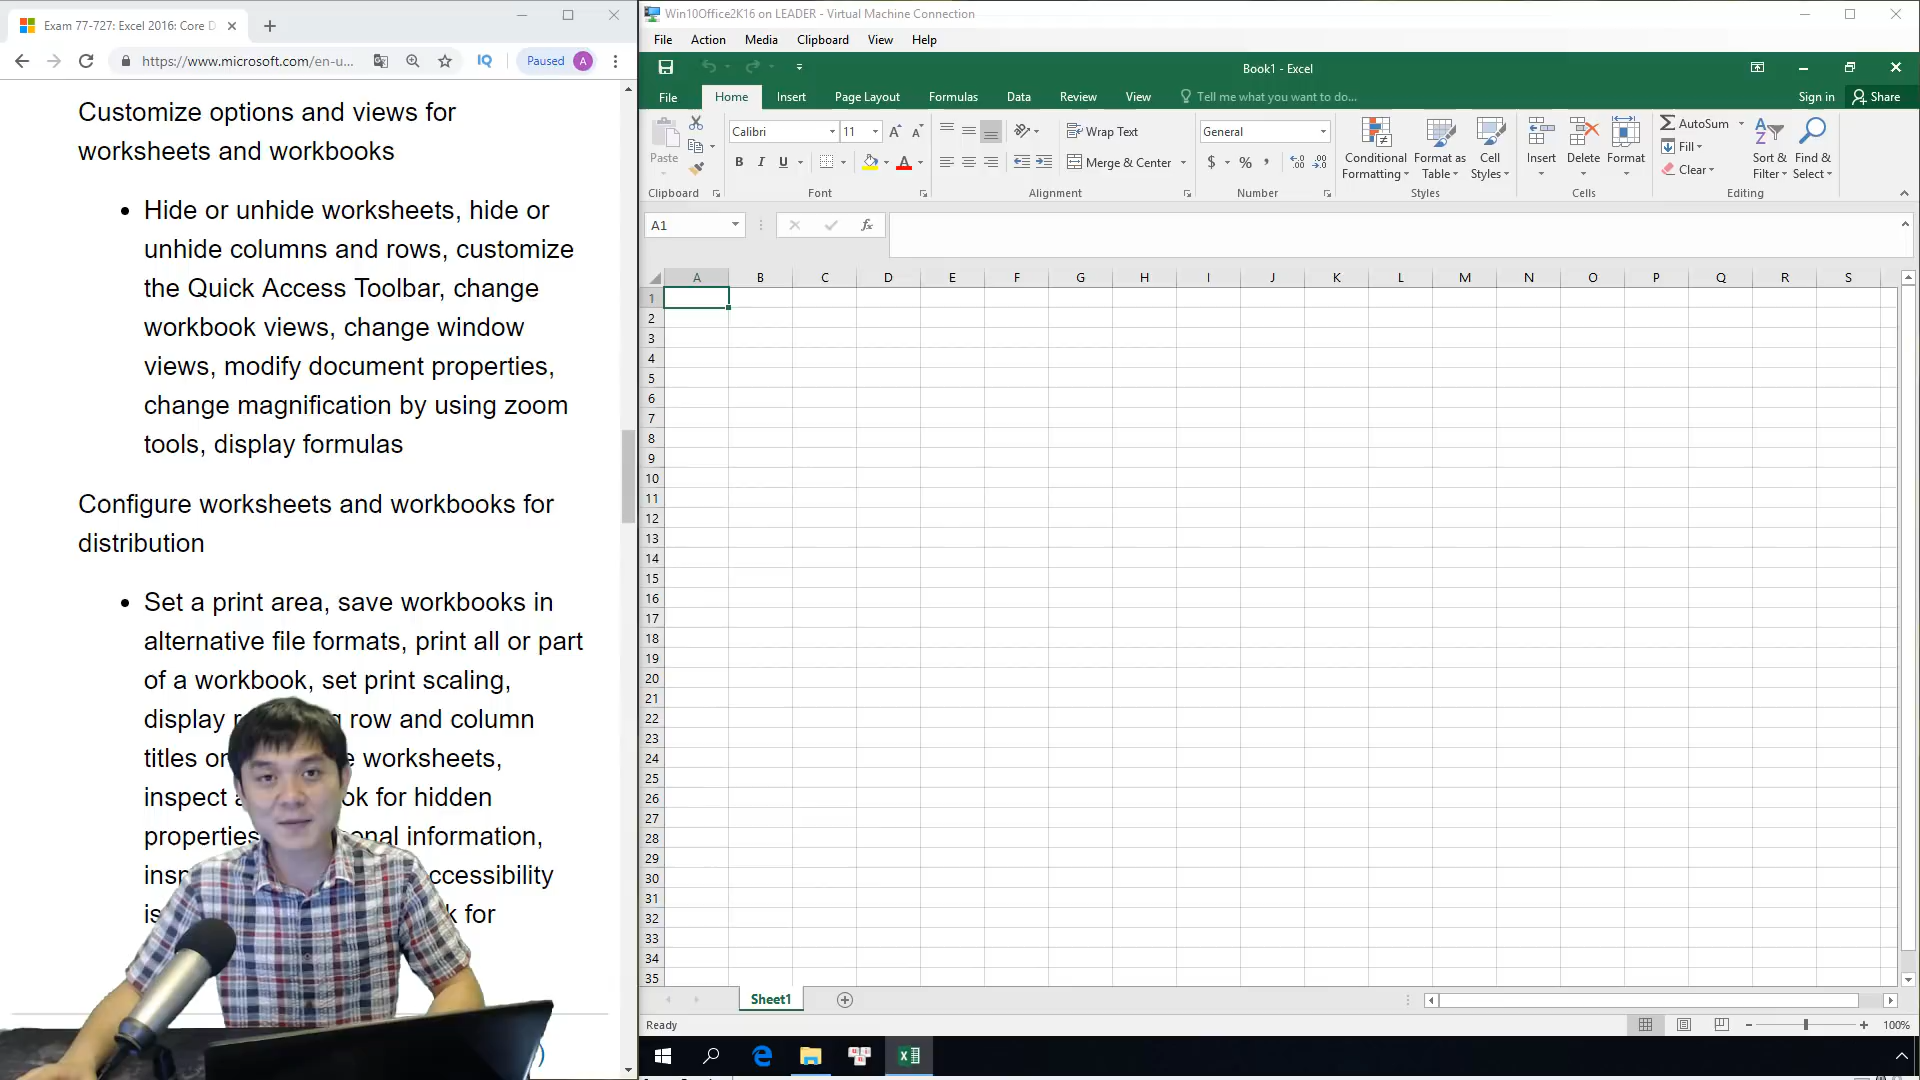 Exam 77-727: Excel 2016: Core D
https://www.microsoft.com/en-u...
Paused
A
Customize options and views for
worksheets and workbooks
• Hide or unhide worksheets, hide or
unhide columns and rows, customize
the Quick Access Toolbar, change
workbook views, change window
views, modify document properties,
change magnification by using zoom
tools, display formulas
Configure worksheets and workbooks for
distribution
• Set a print area, save workbooks in
alternative file formats, print all or part
of a workbook, set print scaling,
display row and column
titles worksheets,
inspect for hidden
properties information,
for
Win10Office2K16 on LEADER - Virtual Machine Connection
File Action Media Clipboard View Help
Book1 - Excel
File Home Insert Page Layout Formulas Data Review View Tell me what you want to do... Sign in Share
Paste
Clipboard
Calibri 11
B I U
Font
Wrap Text
Merge & Center
Alignment
General
$ % ,
Number
Conditional Formatting
Format as Table
Cell Styles
Styles
Insert Delete Format
Cells
AutoSum
Fill
Clear
Sort & Filter
Find & Select
Editing
A1
fx
A B C D E F G H I J K L M N O P Q R S
1
2
3
4
5
6
7
8
9
10
11
12
13
14
15
16
17
18
19
20
21
22
23
24
25
26
27
28
29
30
31
32
33
34
35
Sheet1
Ready
100%